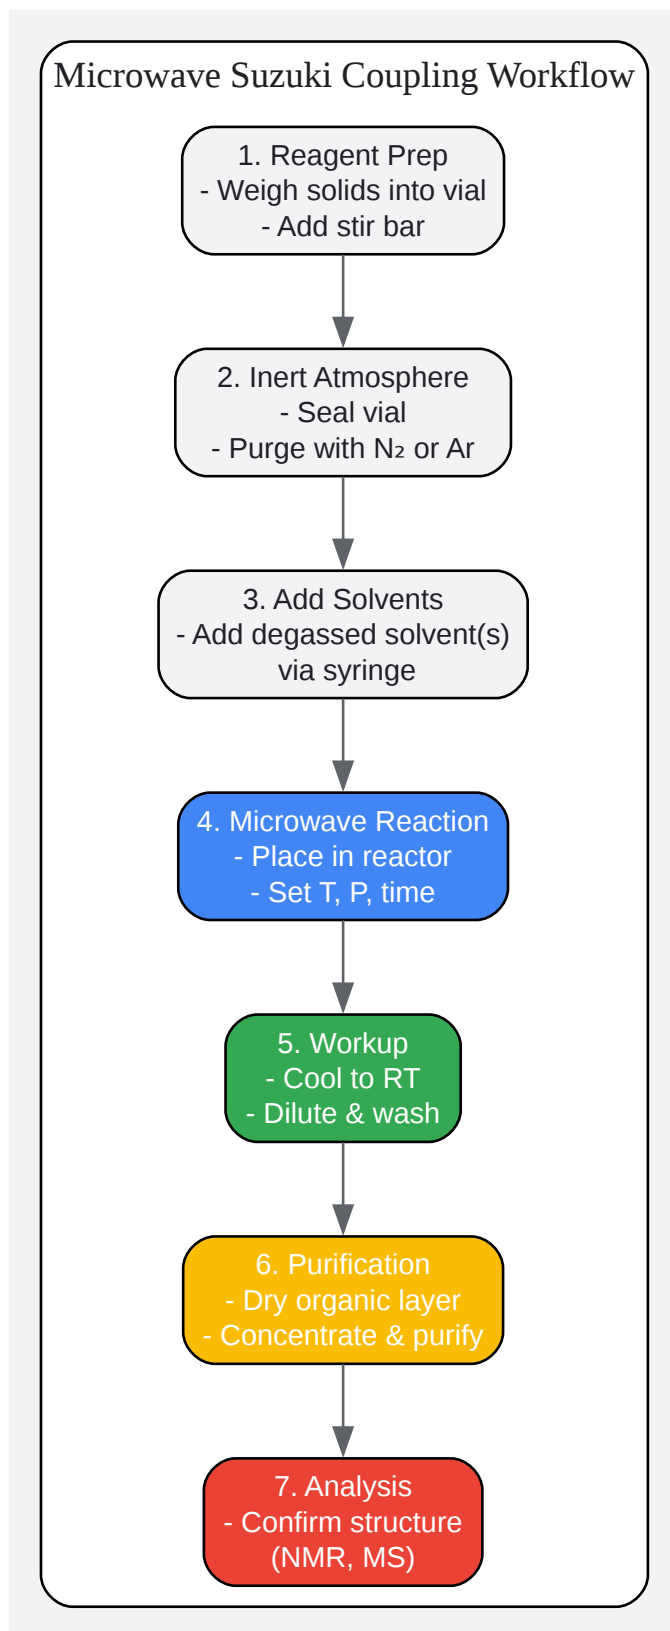 Microwave Suzuki Coupling Workflow
1. Reagent Prep
- Weigh solids into vial
- Add stir bar
2. Inert Atmosphere
- Seal vial
- Purge with N₂ or Ar
3. Add Solvents
- Add degassed solvent(s)
via syringe
4. Microwave Reaction
- Place in reactor
- Set T, P, time
5. Workup
- Cool to RT
- Dilute & wash
6. Purification
- Dry organic layer
- Concentrate & purify
7. Analysis
- Confirm structure
(NMR, MS)